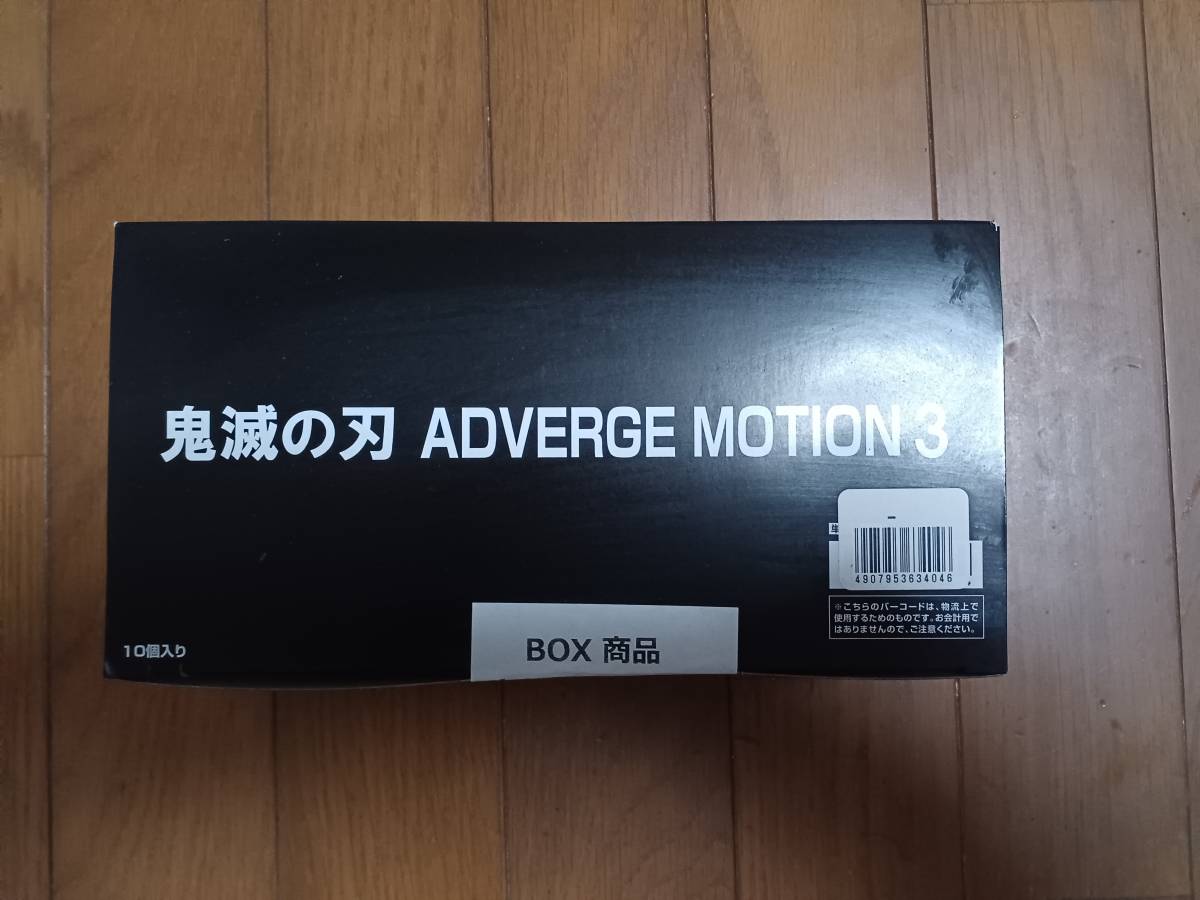 鬼滅の刃 ADVERGE MOTION 3
4907953634046
※こちらのバーコードは、物流上で
使用するためのものです。お会計用で
はありませんので、ご注意ください。
BOX 商品
10個入り